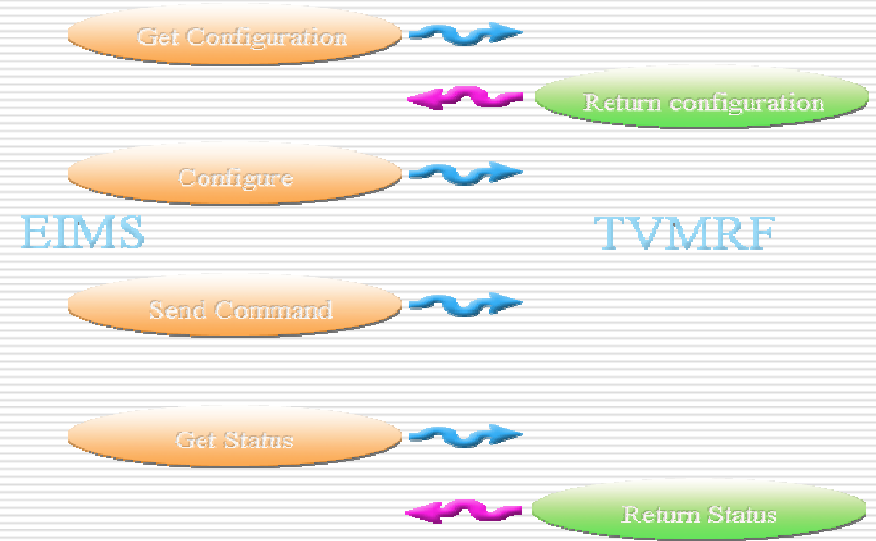 Get Configuration
Return configuration
Configure
EIMS
TVMRF
Send Command
Get Status
Return Status